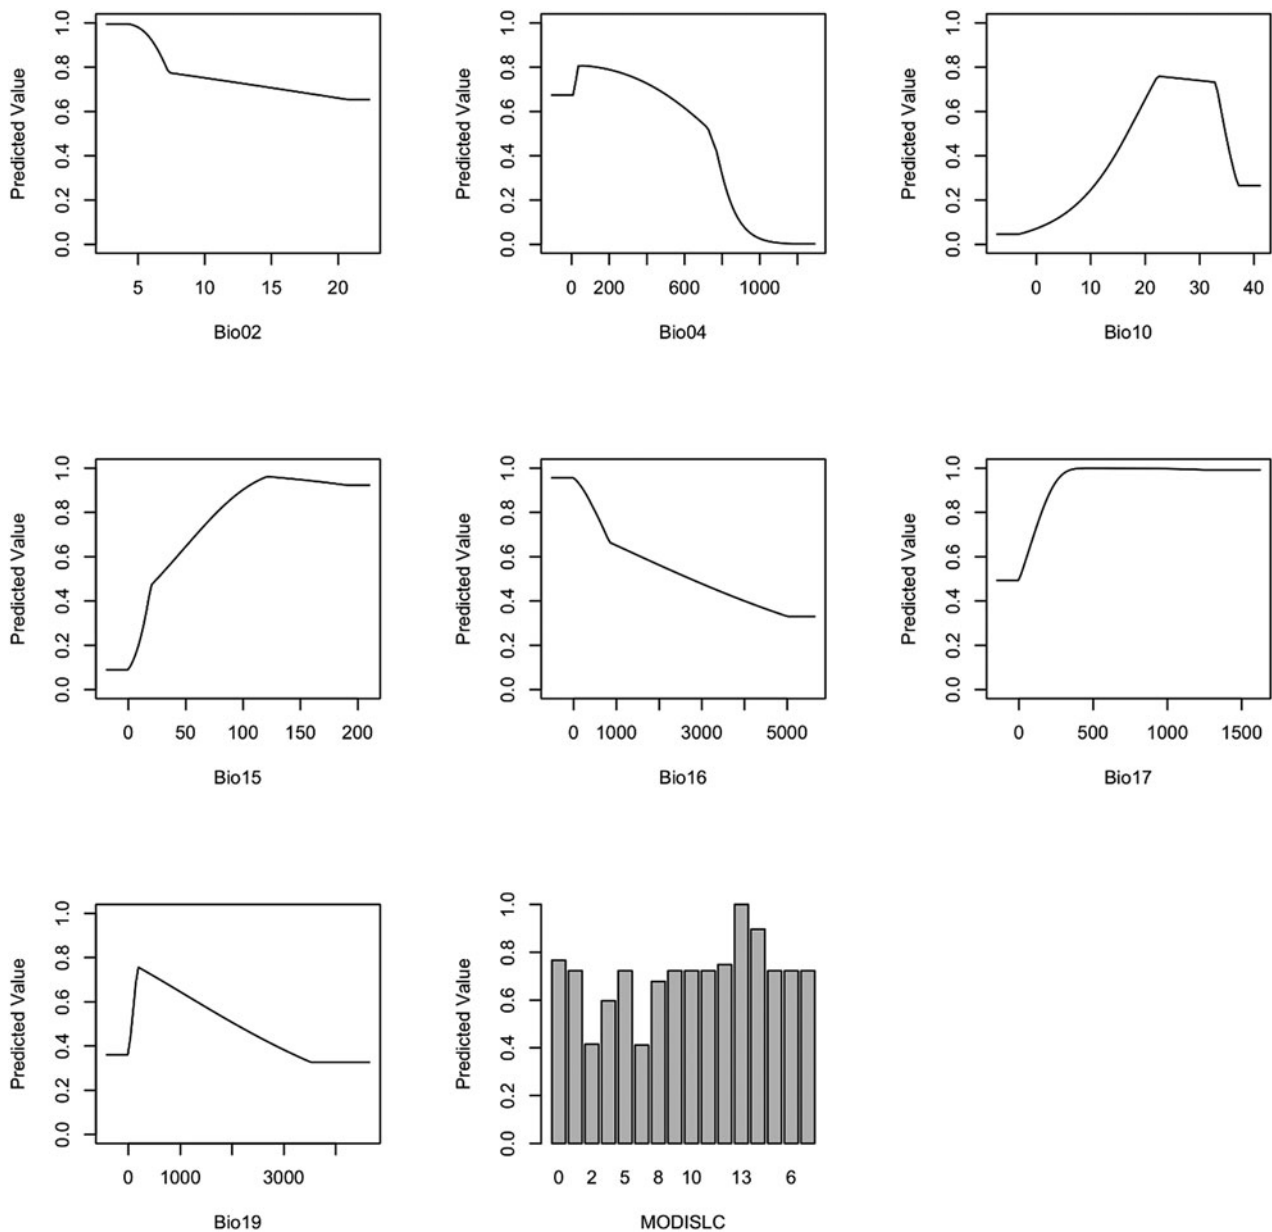 Predicted Value
0.0 0.2 0.4 0.6 0.8 1.0
5 10 15 20
Bio02
Predicted Value
0.0 0.2 0.4 0.6 0.8 1.0
0 200 600 1000
Bio04
Predicted Value
0.0 0.2 0.4 0.6 0.8 1.0
0 10 20 30 40
Bio10
Predicted Value
0.0 0.2 0.4 0.6 0.8 1.0
0 50 100 150 200
Bio15
Predicted Value
0.0 0.2 0.4 0.6 0.8 1.0
0 1000 3000 5000
Bio16
Predicted Value
0.0 0.2 0.4 0.6 0.8 1.0
0 500 1000 1500
Bio17
Predicted Value
0.0 0.2 0.4 0.6 0.8 1.0
0 1000 3000
Bio19
Predicted Value
0.0 0.2 0.4 0.6 0.8 1.0
0 2 5 8 10 13 6
MODISLC